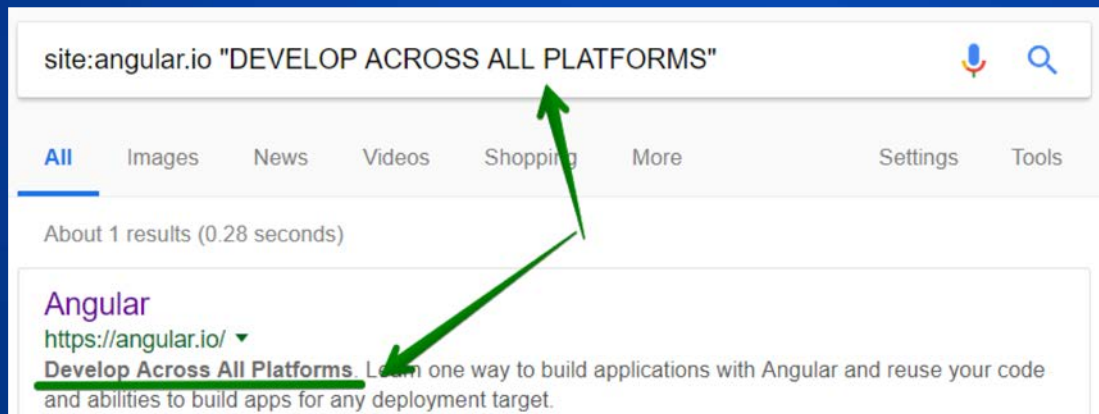 site:angular.io "DEVELOP ACROSS ALL PLATFORMS"
All Images News Videos Shopping More Settings Tools
About 1 results (0.28 seconds)
Angular
https://angular.io/
Develop Across All Platforms. Learn one way to build applications with Angular and reuse your code
and abilities to build apps for any deployment target.